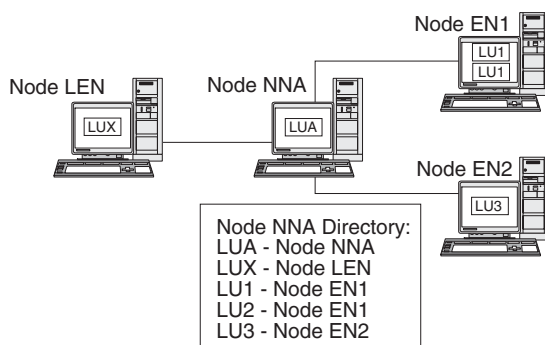 Node EN1
LU1
LU1
Node LEN
LUX
Node NNA
LUA
Node EN2
LU3
Node NNA Directory:
LUA - Node NNA
LUX - Node LEN
LU1 - Node EN1
LU2 - Node EN1
LU3 - Node EN2